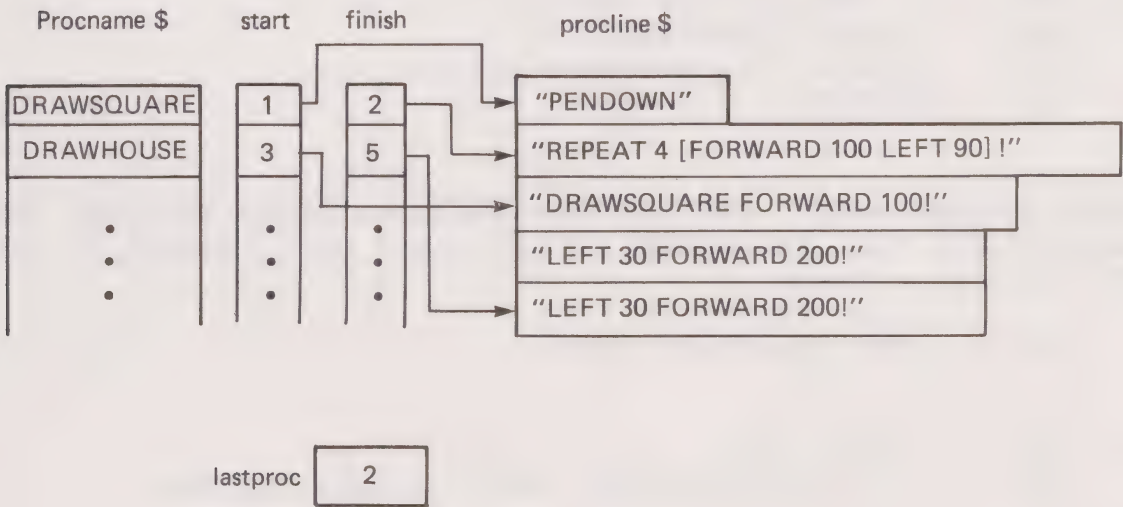 Procname $ start finish procline $
DRAWSQUARE 1 2 "PENDOWN"
DRAWHOUSE 3 5 "REPEAT 4 [FORWARD 100 LEFT 90] !"
"DRAWSQUARE FORWARD 100!"
"LEFT 30 FORWARD 200!"
"LEFT 30 FORWARD 200!"
lastproc 2